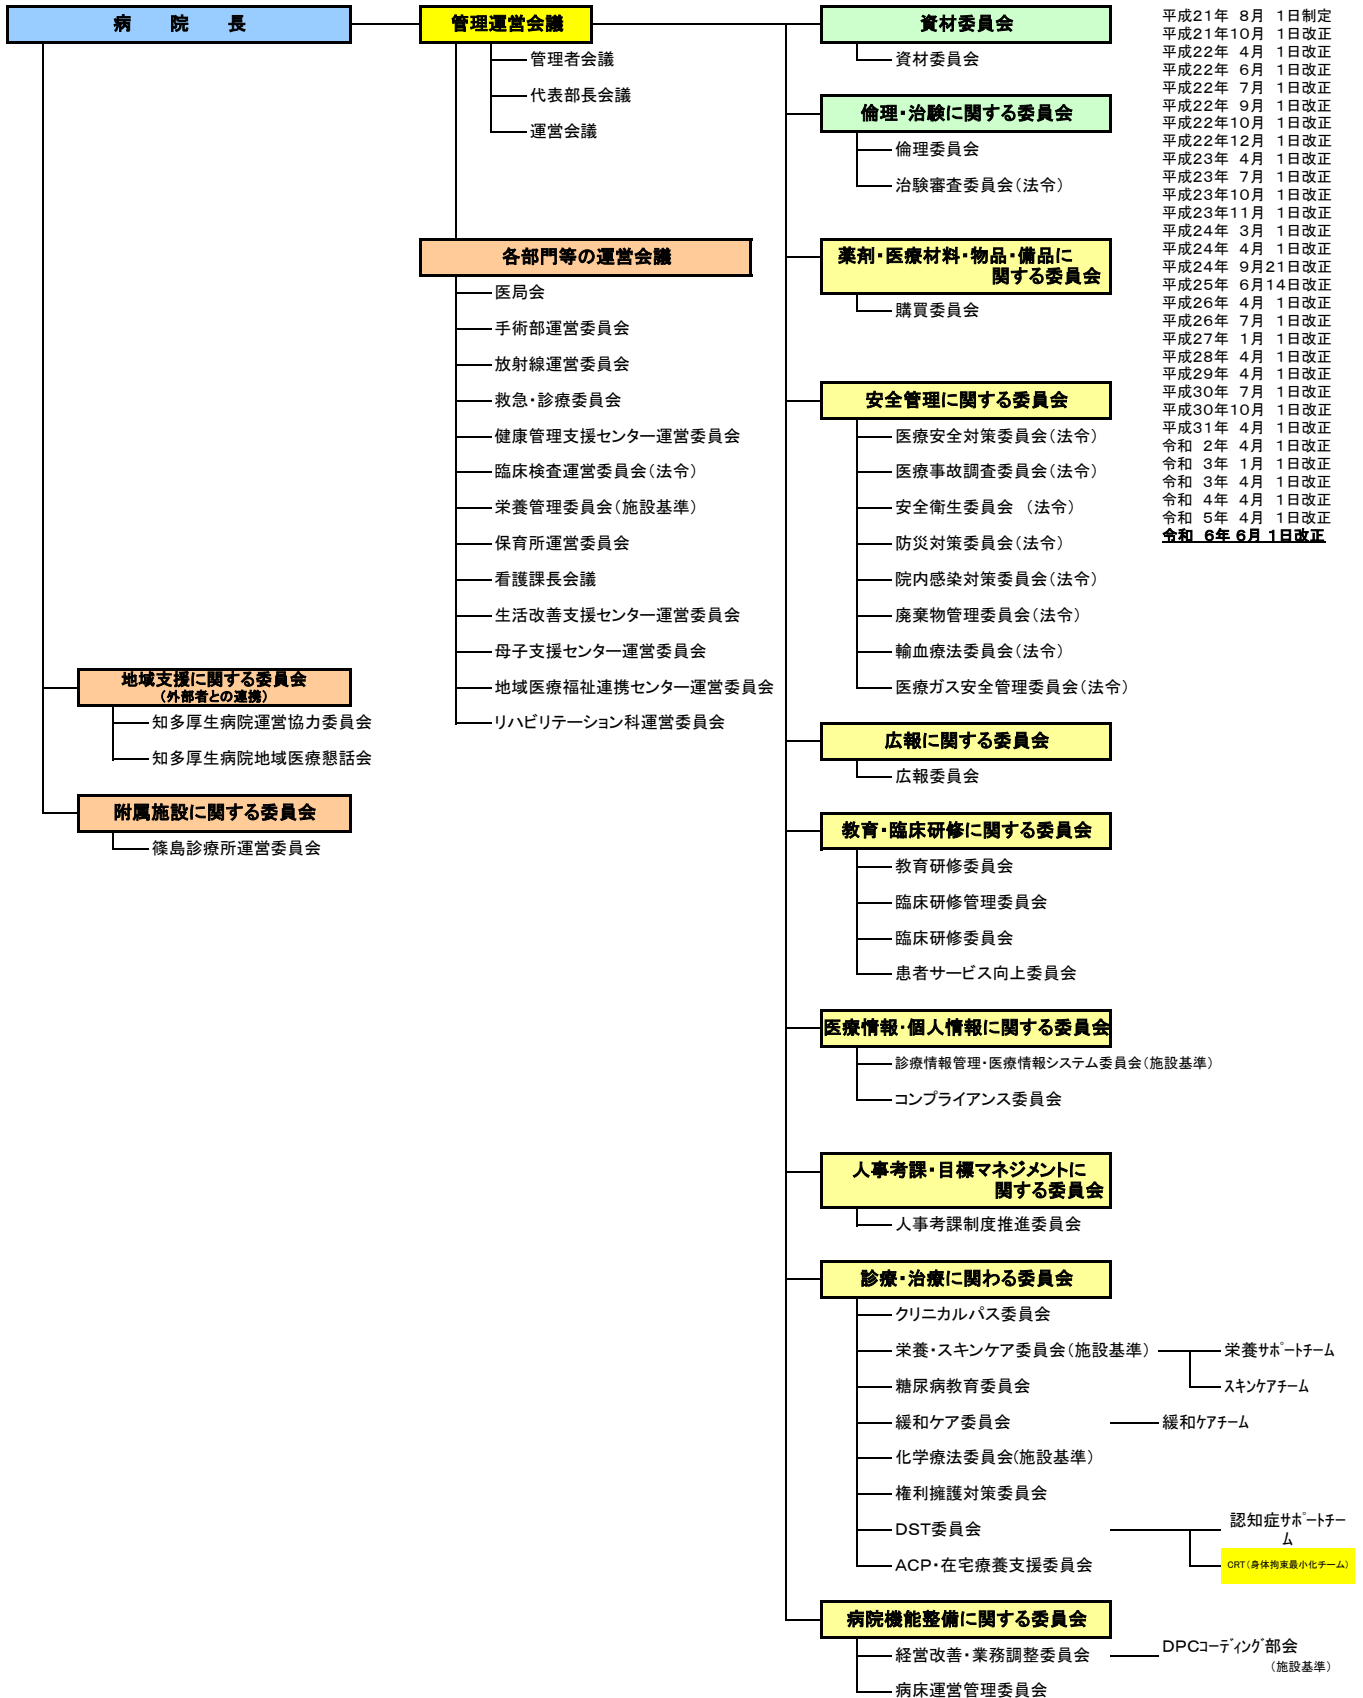 病　院　長
地域支援に関する委員会
（外部者との連携）
知多厚生病院運営協力委員会
知多厚生病院地域医療懇話会
附属施設に関する委員会
篠島診療所運営委員会
管理運営会議
管理者会議
代表部長会議
運営会議
各部門等の運営会議
医局会
手術部運営委員会
放射線運営委員会
救急・診療委員会
健康管理支援センター運営委員会
臨床検査運営委員会（法令）
栄養管理委員会（施設基準）
保育所運営委員会
看護課長会議
生活改善支援センター運営委員会
母子支援センター運営委員会
地域医療福祉連携センター運営委員会
リハビリテーション科運営委員会
資材委員会
資材委員会
倫理・治験に関する委員会
倫理委員会
治験審査委員会（法令）
薬剤・医療材料・物品・備品に
関する委員会
購買委員会
安全管理に関する委員会
医療安全対策委員会（法令）
医療事故調査委員会（法令）
安全衛生委員会　（法令）
防災対策委員会（法令）
院内感染対策委員会（法令）
廃棄物管理委員会（法令）
輸血療法委員会（法令）
医療ガス安全管理委員会（法令）
広報に関する委員会
広報委員会
教育・臨床研修に関する委員会
教育研修委員会
臨床研修管理委員会
臨床研修委員会
患者サービス向上委員会
医療情報・個人情報に関する委員会
診療情報管理・医療情報システム委員会（施設基準）
コンプライアンス委員会
人事考課・目標マネジメントに
関する委員会
人事考課制度推進委員会
診療・治療に関わる委員会
クリニカルパス委員会
栄養・スキンケア委員会（施設基準）
栄養ｻﾎﾟｰﾄﾁｰﾑ
ｽｷﾝｹｱﾁｰﾑ
糖尿病教育委員会
緩和ケア委員会
緩和ｹｱﾁｰﾑ
化学療法委員会（施設基準）
権利擁護対策委員会
DST委員会
認知症ｻﾎﾟｰﾄﾁｰ
ﾑ
CRT（身体拘束最小化チーム）
ACP・在宅療養支援委員会
病院機能整備に関する委員会
経営改善・業務調整委員会
DPCｺｰﾃﾞｨﾝｸﾞ部会
（施設基準）
病床運営管理委員会
平成21年　8月　1日制定
平成21年10月　1日改正
平成22年　4月　1日改正
平成22年　6月　1日改正
平成22年　7月　1日改正
平成22年　9月　1日改正
平成22年10月　1日改正
平成22年12月　1日改正
平成23年　4月　1日改正
平成23年　7月　1日改正
平成23年10月　1日改正
平成23年11月　1日改正
平成24年　3月　1日改正
平成24年　4月　1日改正
平成24年　9月21日改正
平成25年　6月14日改正
平成26年　4月　1日改正
平成26年　7月　1日改正
平成27年　1月　1日改正
平成28年　4月　1日改正
平成29年　4月　1日改正
平成30年　7月　1日改正
平成30年10月　1日改正
平成31年　4月　1日改正
令和　2年　4月　1日改正
令和　3年　1月　1日改正
令和　3年　4月　1日改正
令和　4年　4月　1日改正
令和　5年　4月　1日改正
令和　6年 6月 1日改正